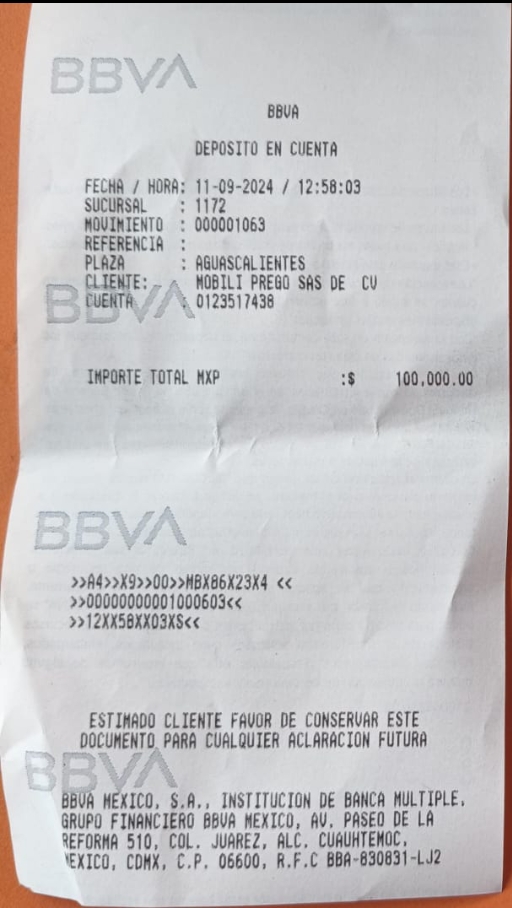 BBVA
BBVA
DEPOSITO EN CUENTA
FECHA / HORA: 11-09-2024 / 12:58:03
SUCURSAL : 1172
MOVIMIENTO : 000001063
REFERENCIA :
PLAZA : AGUASCALIENTES
CLIENTE: MOBILI PREGO SAS DE CV
BBVA
CUENTA : 0123517438
IMPORTE TOTAL MXP :$ 100,000.00
BBVA
>>A4>>X9>>00>>MBX86X23X4 <<
>>00000000001000603<<
>>12XX58XX03XS<<
ESTIMADO CLIENTE FAVOR DE CONSERVAR ESTE
DOCUMENTO PARA CUALQUIER ACLARACION FUTURA
BBVA
BBVA MEXICO, S.A., INSTITUCION DE BANCA MULTIPLE,
GRUPO FINANCIERO BBVA MEXICO, AV. PASEO DE LA
REFORMA 510, COL. JUAREZ, ALC. CUAUHTEMOC,
MEXICO, CDMX, C.P. 06600, R.F.C BBA-830831-LJ2